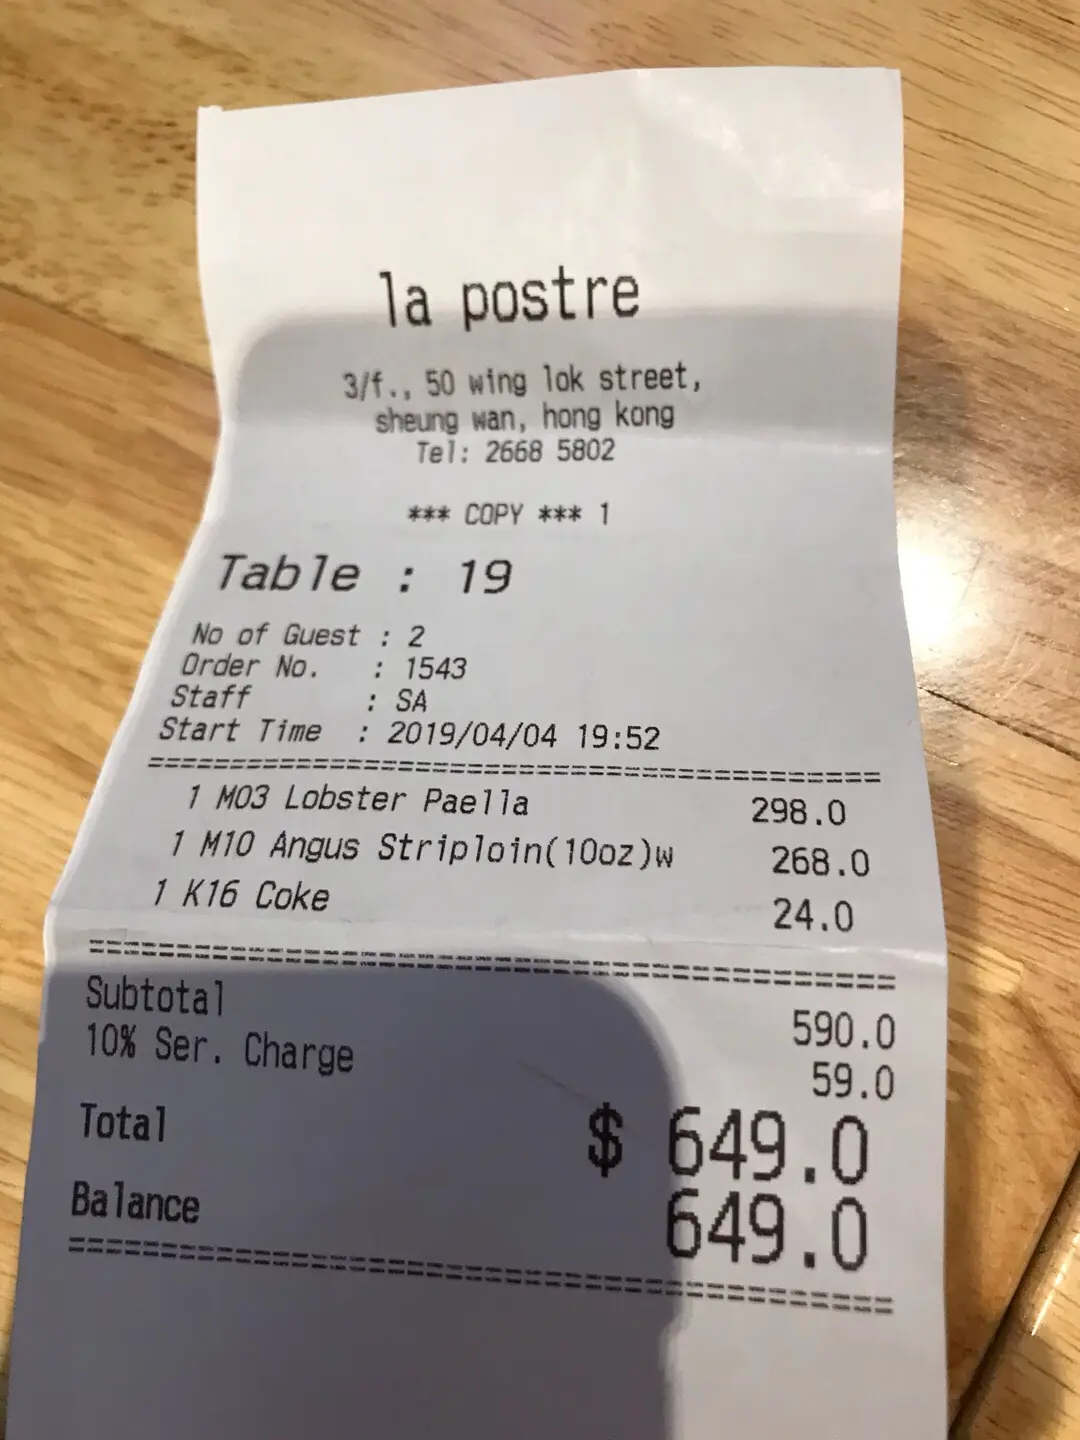 la postre
3/f., 50 wing lok street,
sheung wan, hong kong
Tel: 2668 5802
*** COPY *** 1
Table : 19
No of Guest : 2
Order No. : 1543
Staff : SA
Start Time : 2019/04/04 19:52
1 M03 Lobster Paella 298.0
1 M10 Angus Striploin(10oz)w 268.0
1 K16 Coke 24.0
Subtotal 590.0
10% Ser. Charge 59.0
Total $ 649.0
Balance 649.0